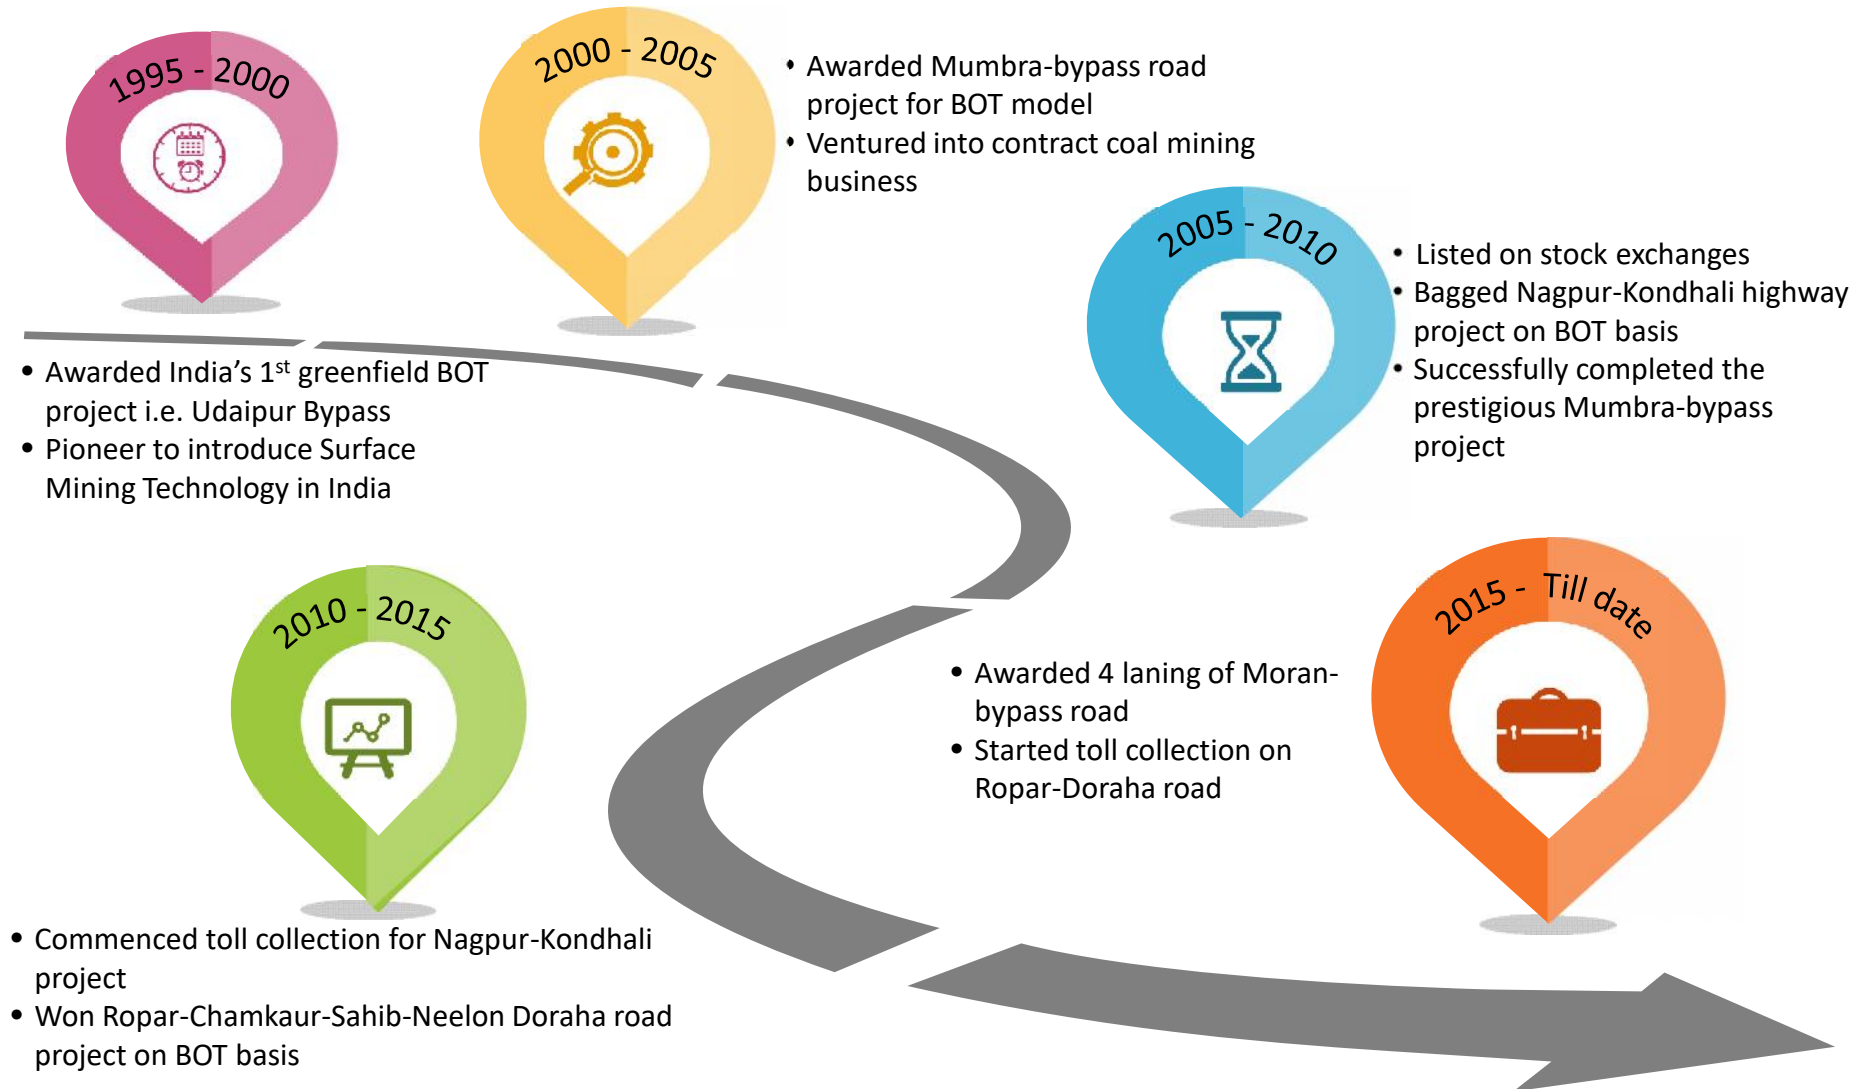 1995 - 2000
• Awarded India's 1st greenfield BOT
project i.e. Udaipur Bypass
• Pioneer to introduce Surface
Mining Technology in India
2000 - 2005
• Awarded Mumbra-bypass road
project for BOT model
• Ventured into contract coal mining
business
2005 - 2010
• Listed on stock exchanges
• Bagged Nagpur-Kondhali highway
project on BOT basis
• Successfully completed the
prestigious Mumbra-bypass
project
2010 - 2015
• Commenced toll collection for Nagpur-Kondhali
project
• Won Ropar-Chamkaur-Sahib-Neelon Doraha road
project on BOT basis
2015 - Till date
• Awarded 4 laning of Moran-
bypass road
• Started toll collection on
Ropar-Doraha road